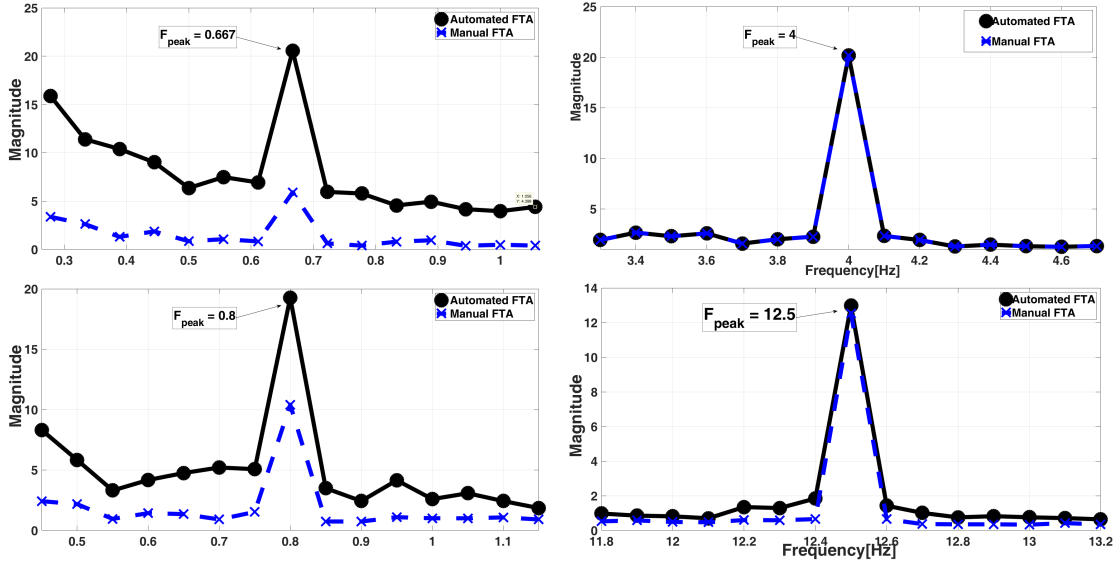 25
20
15
10
5
0
Magnitude
F_peak = 0.667
Automated FTA
Manual FTA
X: 1.056
0.3 0.4 0.5 0.6 0.7 0.8 0.9 1
25
20
15
10
5
Magnitude
F_peak = 4
Automated FTA
Manual FTA
3.4 3.6 3.8 4 4.2 4.4 4.6
Frequency[Hz]
20
15
10
5
0
Magnitude
F_peak = 0.8
Automated FTA
Manual FTA
0.5 0.6 0.7 0.8 0.9 1 1.1
14
12
10
8
6
4
2
0
Magnitude
F_peak = 12.5
Automated FTA
Manual FTA
11.8 12 12.2 12.4 12.6 12.8 13 13.2
Frequency[Hz]